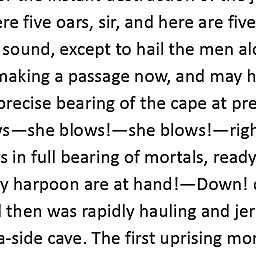 ere five oars, sir, and here are five
sound, except to hail the men al
making a passage now, and may h
precise bearing of the cape at pre
s—she blows!—she blows!—righ
s in full bearing of mortals, ready
y harpoon are at hand!—Down!
then was rapidly hauling and jer
a-side cave. The first uprising mo